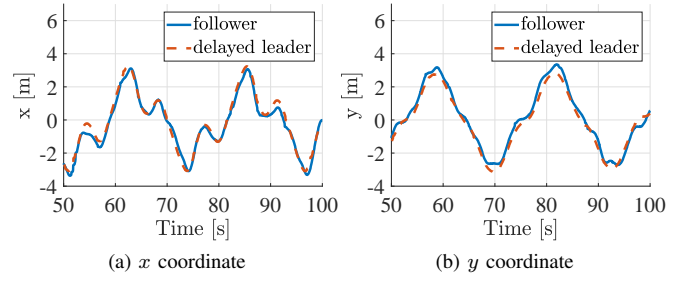 6
4
2
0
-2
-4
x [m]
follower
delayed leader
50 60 70 80 90 100
Time [s]
(a) x coordinate
6
4
2
0
-2
-4
y [m]
follower
delayed leader
50 60 70 80 90 100
Time [s]
(b) y coordinate